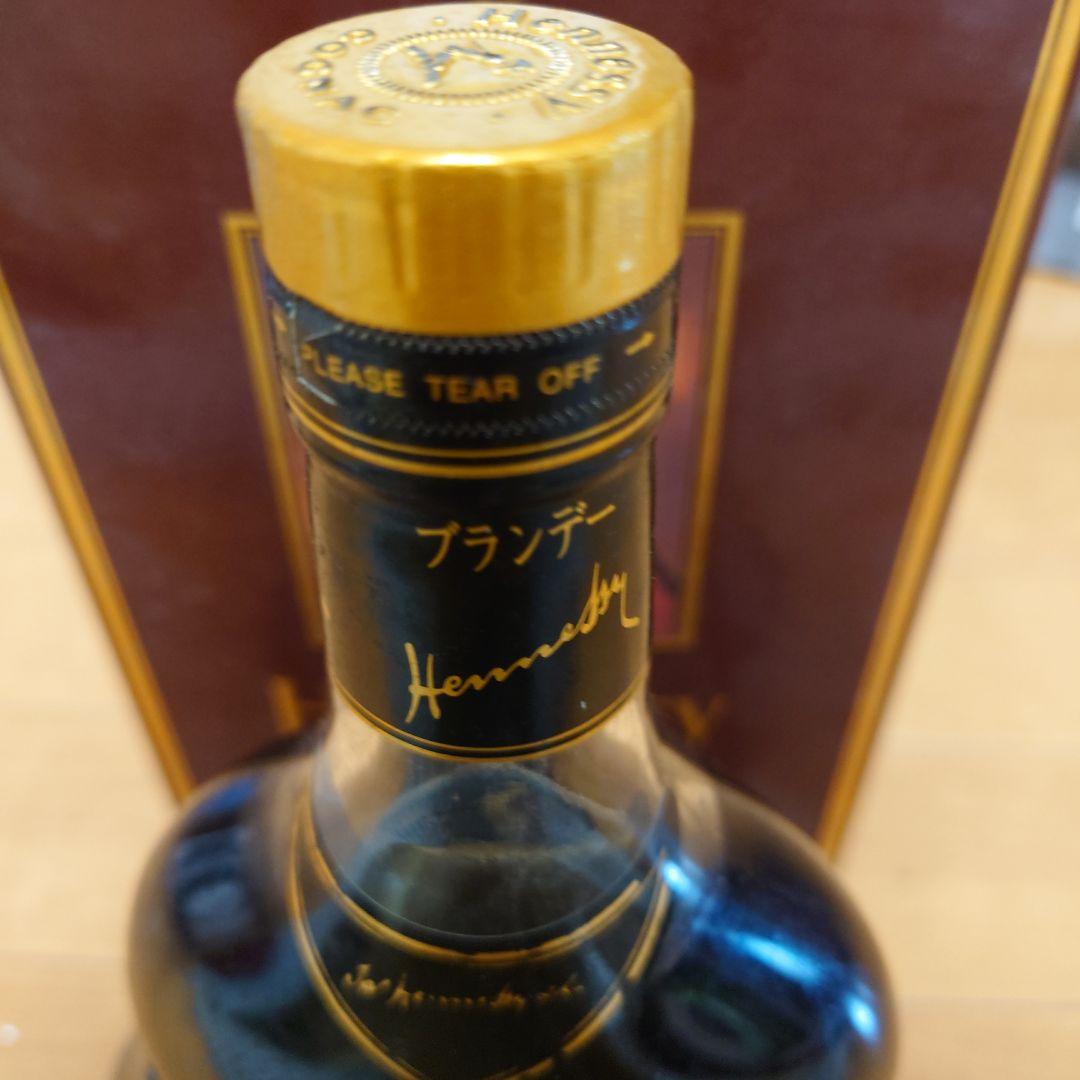 Hennessy · COGNAC ·
PLEASE TEAR OFF →
ブランデー
Hennessy